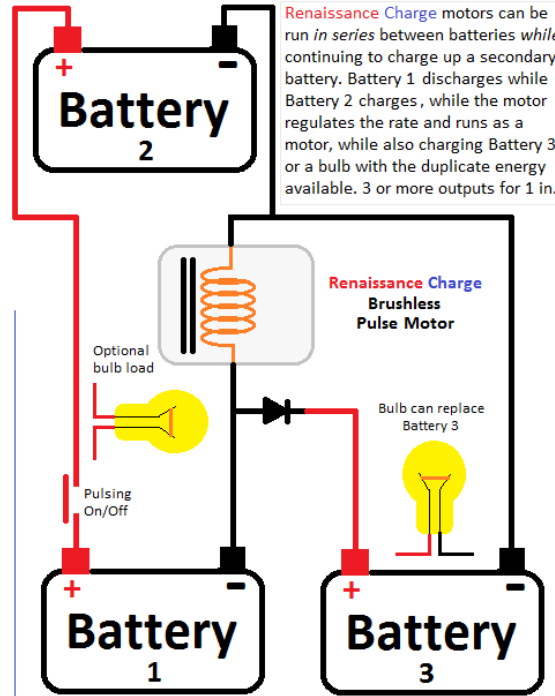 Renaissance Charge motors can be
run in series between batteries while
continuing to charge up a secondary
battery. Battery 1 discharges while
Battery 2 charges, while the motor
regulates the rate and runs as a
motor, while also charging Battery 3
or a bulb with the duplicate energy
available. 3 or more outputs for 1 in.
+ -
Battery
2
Renaissance Charge
Brushless
Pulse Motor
Optional
bulb load
Bulb can replace
Battery 3
Pulsing
On/Off
+ -
Battery
1
+ -
Battery
3